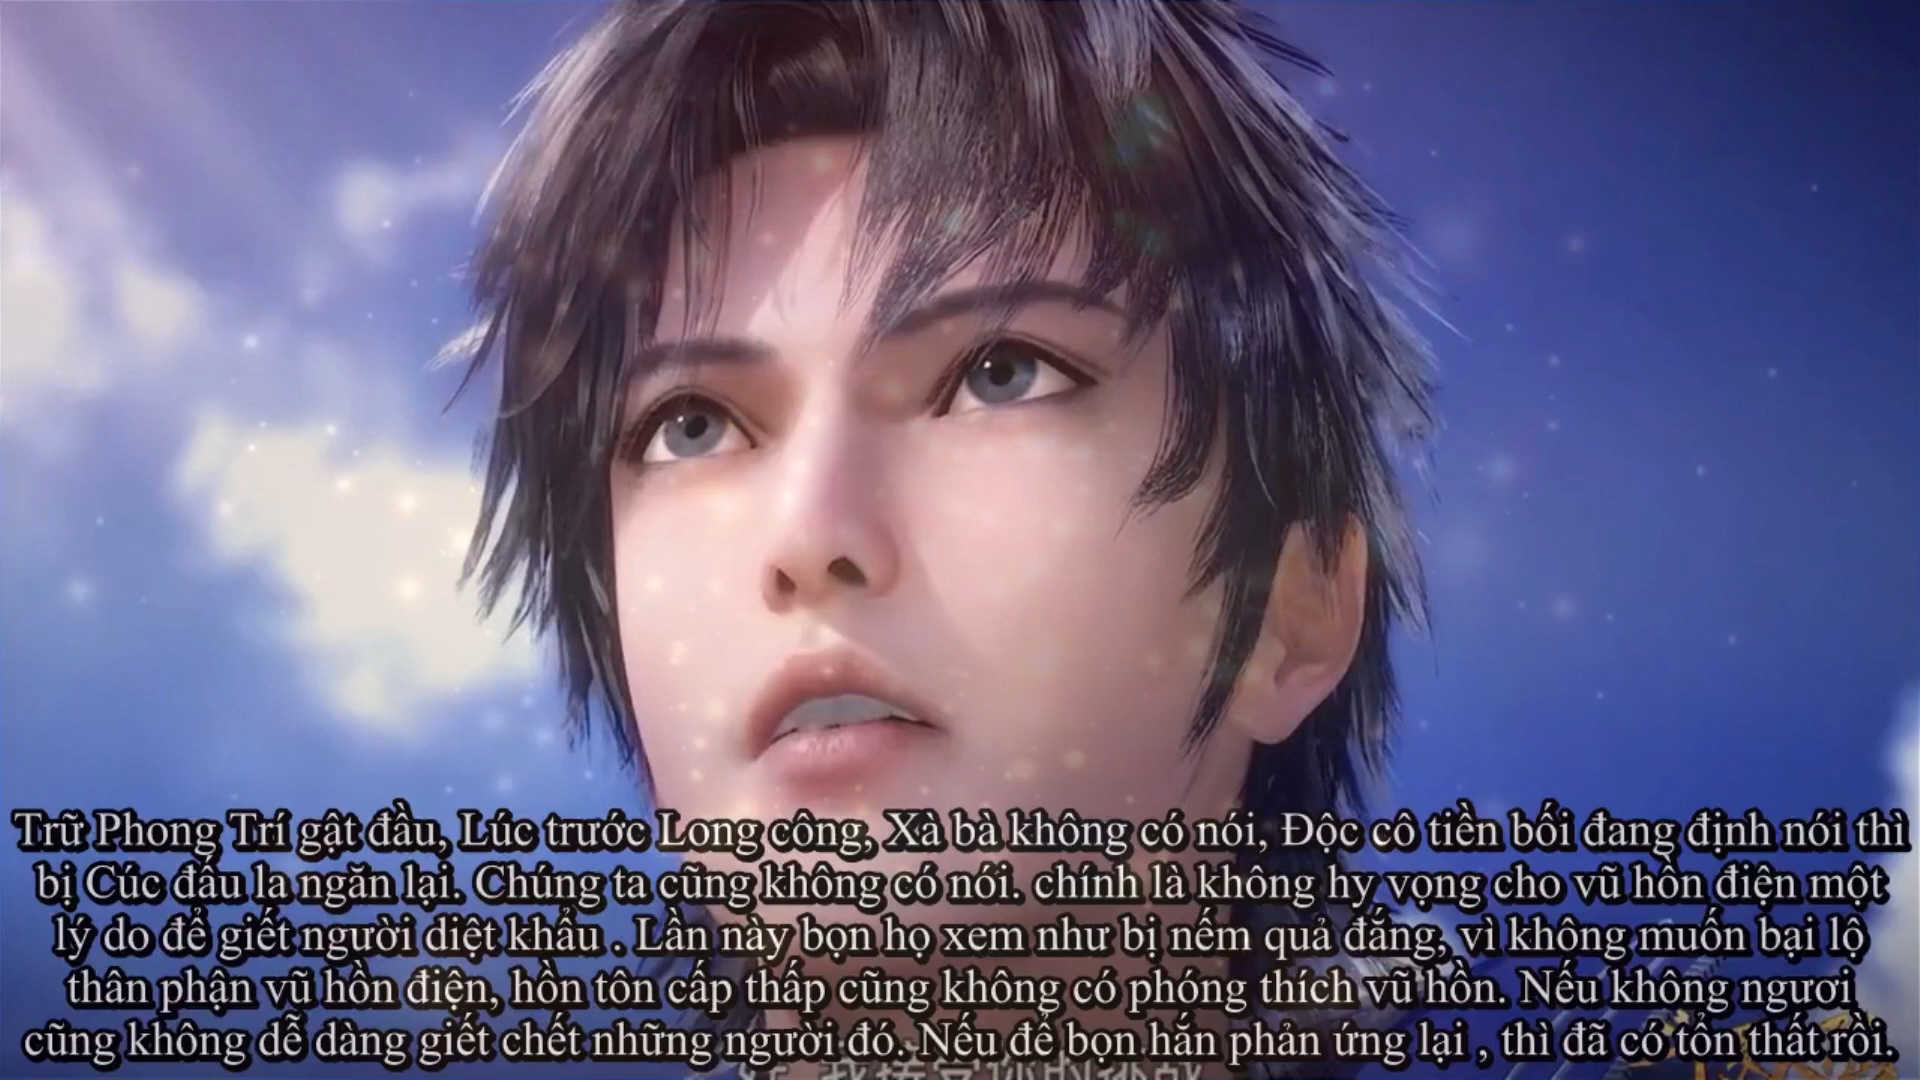 Trữ Phong Trí gật đầu, Lúc trước Long công, Xà bà không có nói, Độc cô tiền bối đang định nói thì
bị Cúc đấu la ngăn lại. Chúng ta cũng không có nói. chính là không hy vọng cho vũ hồn điện một
lý do để giết người diệt khẩu . Lần này bọn họ xem như bị nếm quả đắng, vì không muốn bại lộ
thân phận vũ hồn điện, hồn tôn cấp thấp cũng không có phóng thích vũ hồn. Nếu không ngươi
cũng không dễ dàng giết chết những người đó. Nếu để bọn hắn phản ứng lại , thì đã có tổn thất rồi.